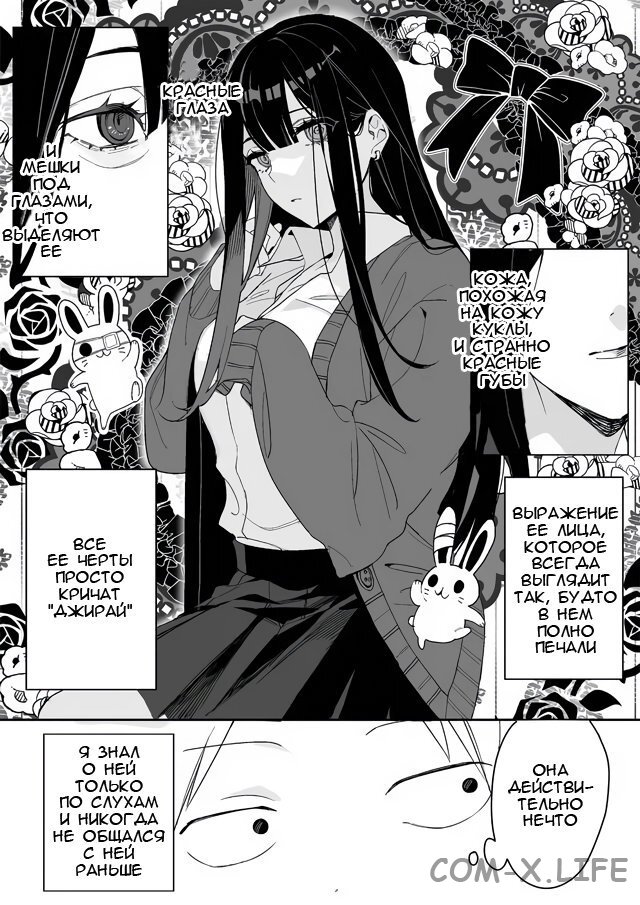 КРАСНЫЕ
ГЛАЗА
И
МЕШКИ
ПОД
ГЛАЗАМИ,
ЧТО
ВЫДЕЛЯЮТ
ЕЕ
КОЖА,
ПОХОЖАЯ
НА КОЖУ
КУКЛЫ,
И СТРАННО
КРАСНЫЕ
ГУБЫ
ВСЕ
ЕЕ ЧЕРТЫ
ПРОСТО
КРИЧАТ
"ДЖИРАЙ"
ВЫРАЖЕНИЕ
ЕЕ ЛИЦА,
КОТОРОЕ
ВСЕГДА
ВЫГЛЯДИТ
ТАК, БУДТО
В НЕМ
ПОЛНО
ПЕЧАЛИ
Я ЗНАЛ
О НЕЙ
ТОЛЬКО
ПО СЛУХАМ
И НИКОГДА
НЕ ОБЩАЛСЯ
С НЕЙ
РАНЬШЕ
ОНА
ДЕЙСТВИ-
ТЕЛЬНО
НЕЧТО
COM-X.LIFE